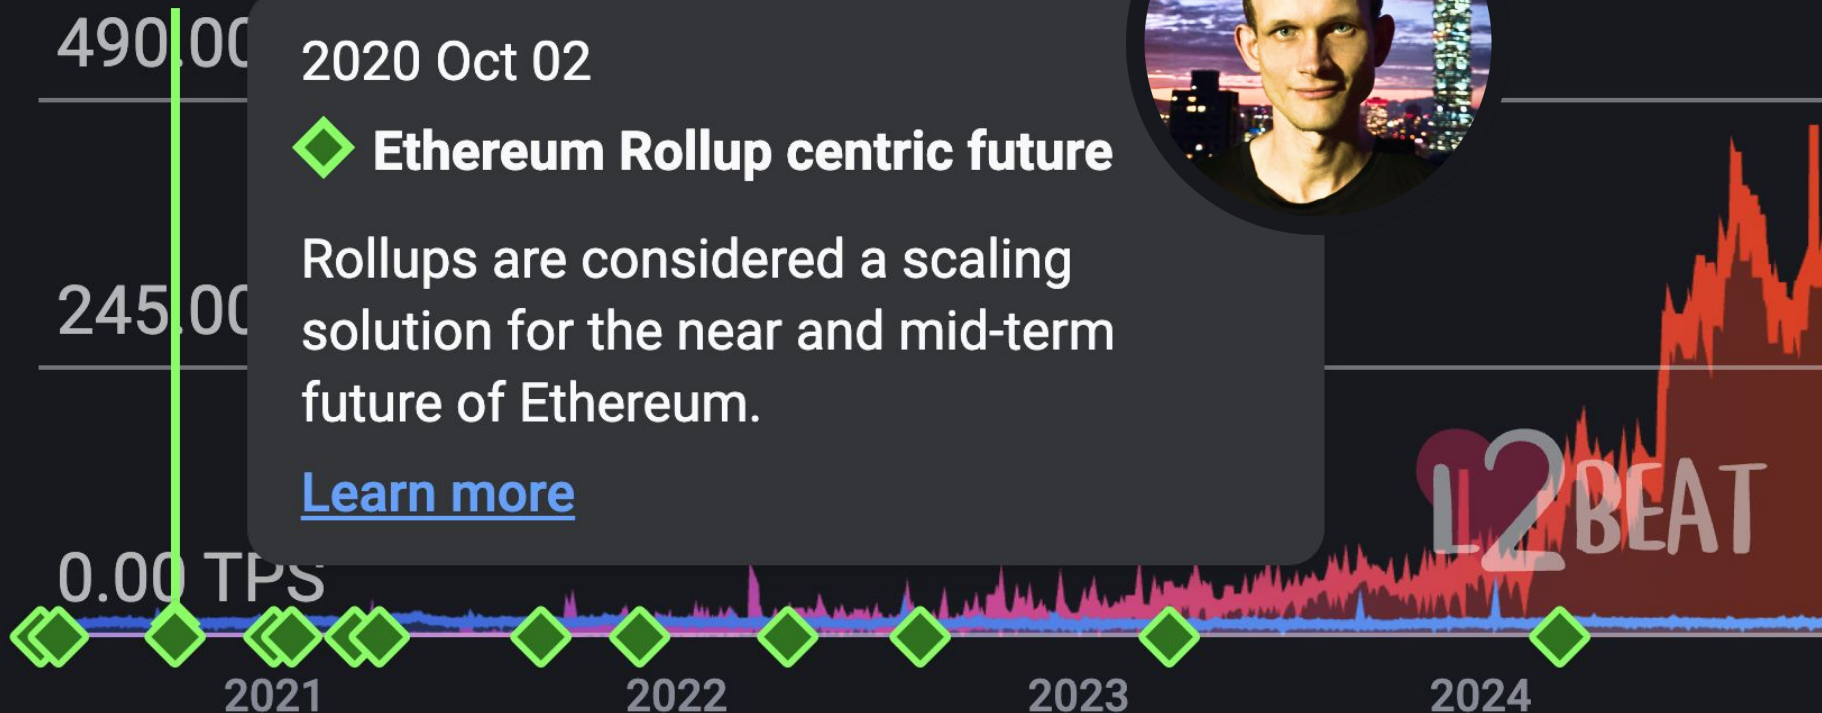 490.00
2020 Oct 02
Ethereum Rollup centric future
Rollups are considered a scaling
245.00
solution for the near and mid-term
future of Ethereum.
Learn more
L2BEAT
0.00 TPS
2021
2022
2023
2024